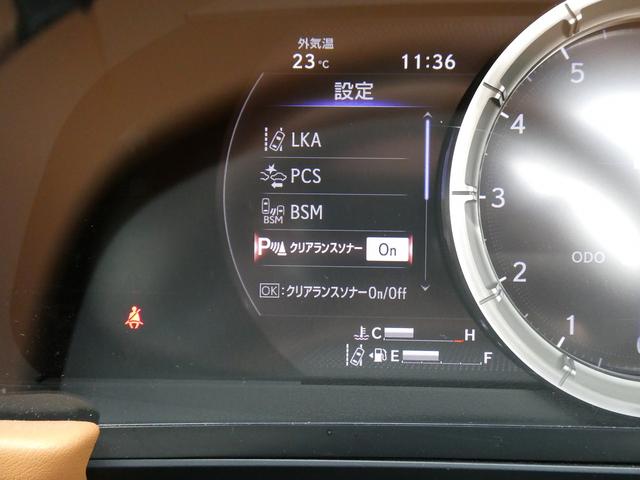 外気温
23℃ 11:36
設定
LKA
PCS
BSM BSM
P クリアランスソナー On
OK:クリアランスソナーOn/Off
C H
E F
5
4
3
2
1
ODO